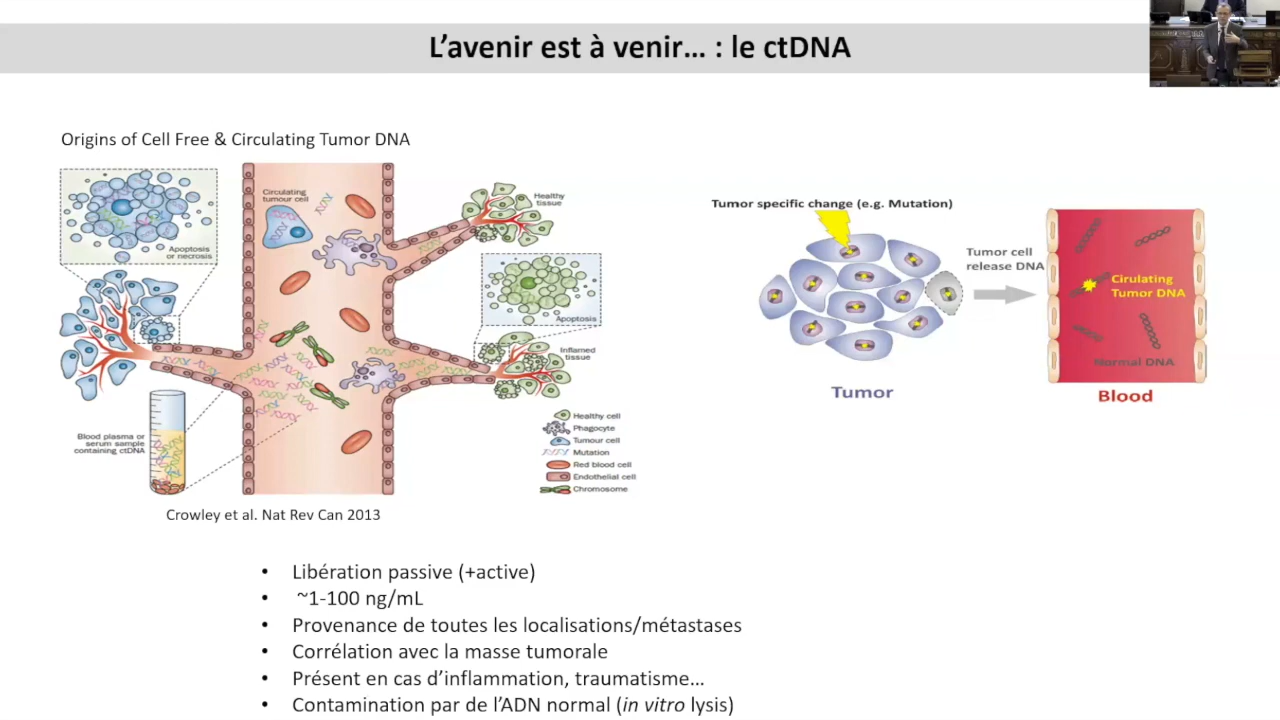 L'avenir est à venir... : le ctDNA
Origins of Cell Free & Circulating Tumor DNA
Apoptosis
or necrosis
Circulating
tumour cell
Healthy
tissue
Apoptosis
Inflamed
tissue
Blood plasma or
serum sample
containing ctDNA
Healthy cell
Phagocyte
Tumour cell
Mutation
Red blood cell
Endothelial cell
Chromosome
Crowley et al. Nat Rev Can 2013
Tumor specific change (e.g. Mutation)
Tumor cell
release DNA
Cirulating
Tumor DNA
Normal DNA
Tumor
Blood
• Libération passive (+active)
• ~1-100 ng/mL
• Provenance de toutes les localisations/métastases
• Corrélation avec la masse tumorale
• Présent en cas d'inflammation, traumatisme...
• Contamination par de l'ADN normal (in vitro lysis)